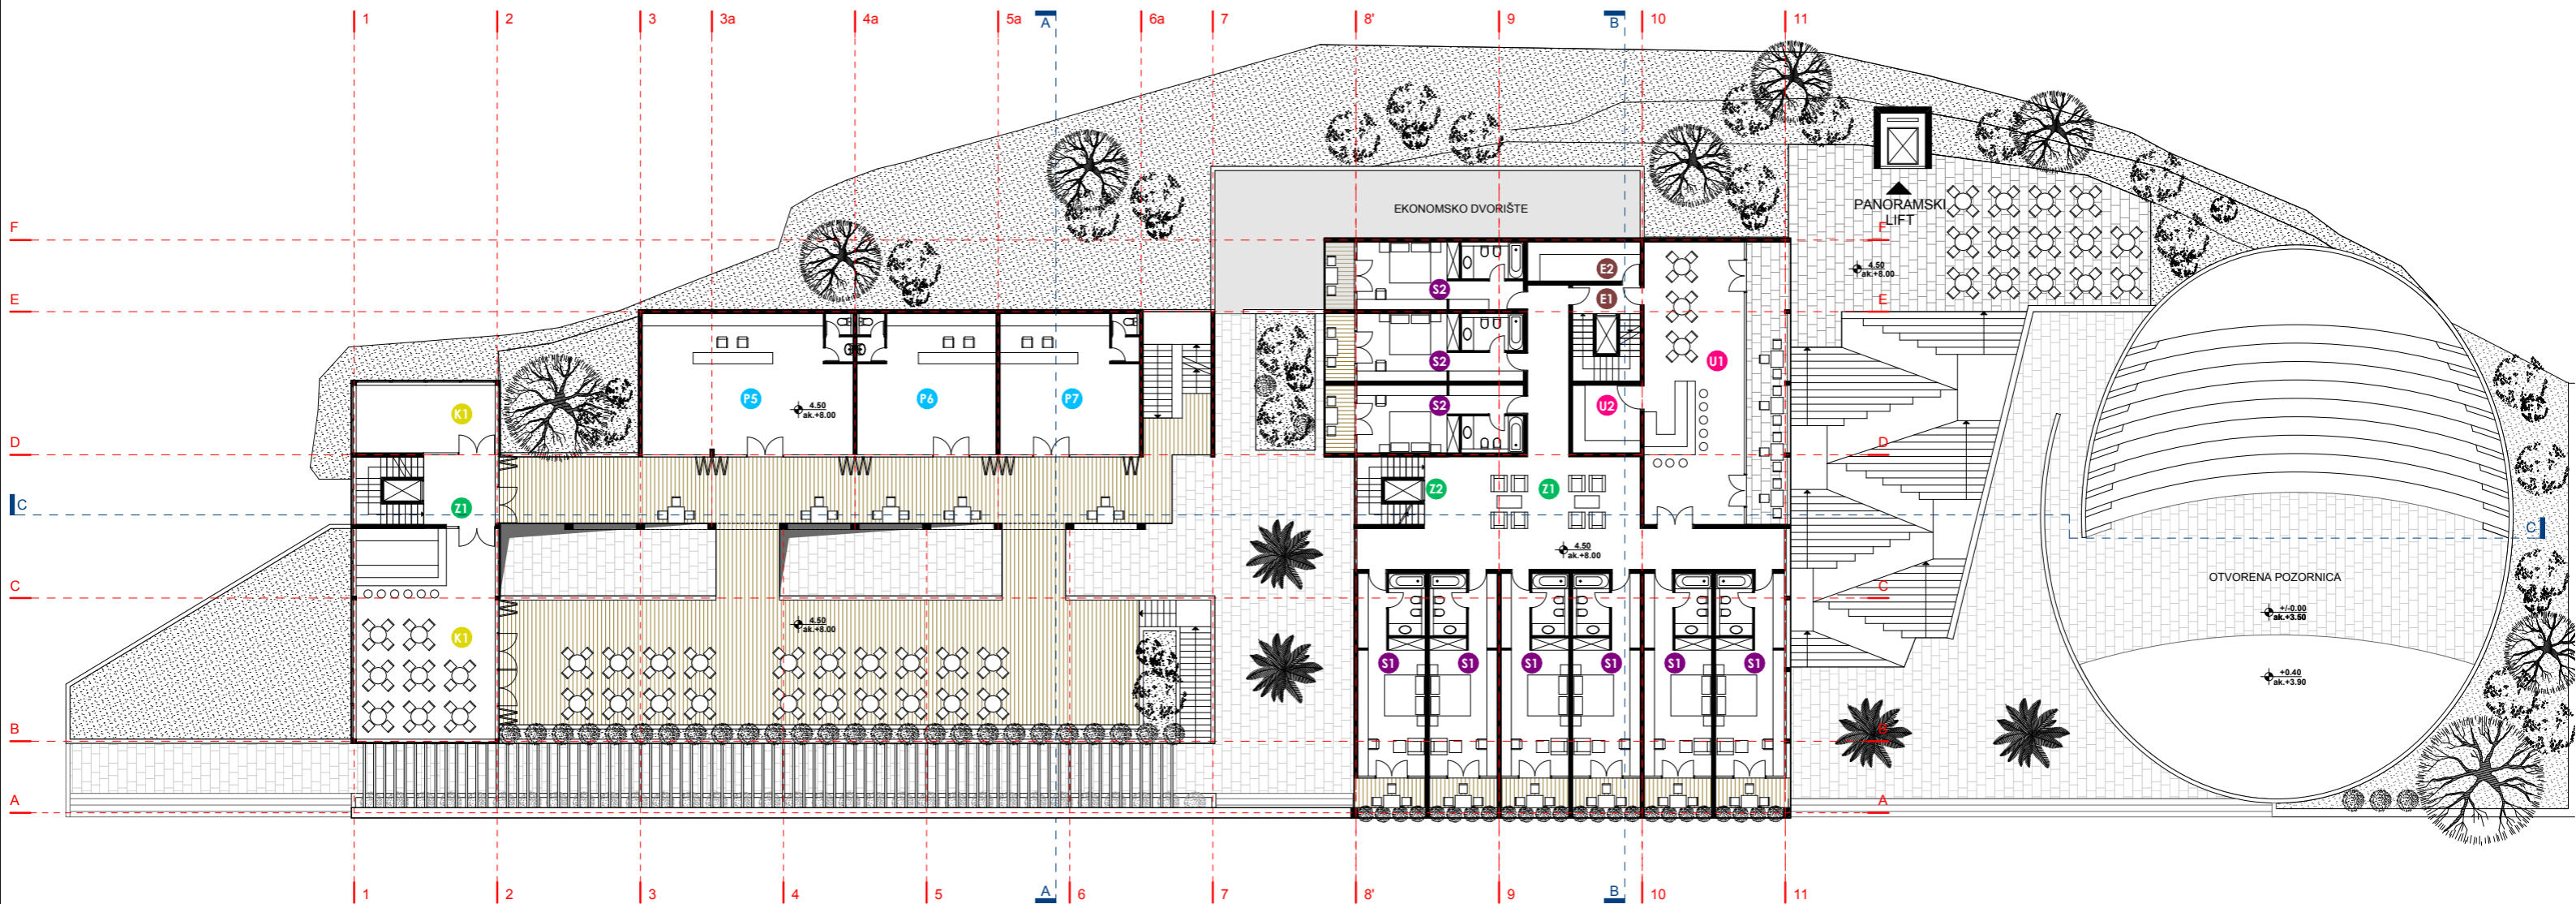 1 2 3 3a 4a 5a A 6a 7 8' 9 B 10 11
EKONOMSKO DVORIŠTE
PANORAMSKI
LIFT
F F
4.50
ak.+8.00
E2
S2
E1
E E
S2
U1
P5 P6 P7
4.50
ak.+8.00
K1
S2
U2
D D
Z2 Z1
Z1
C
C
4.50
ak.+8.00
OTVORENA POZORNICA
C C
+/-0.00
ak.+3.50
4.50
ak.+8.00
K1
S1 S1 S1 S1 S1 S1
+0.40
ak.+3.90
B B
A A
1 2 3 4 5 A 6 7 8' 9 B 10 11